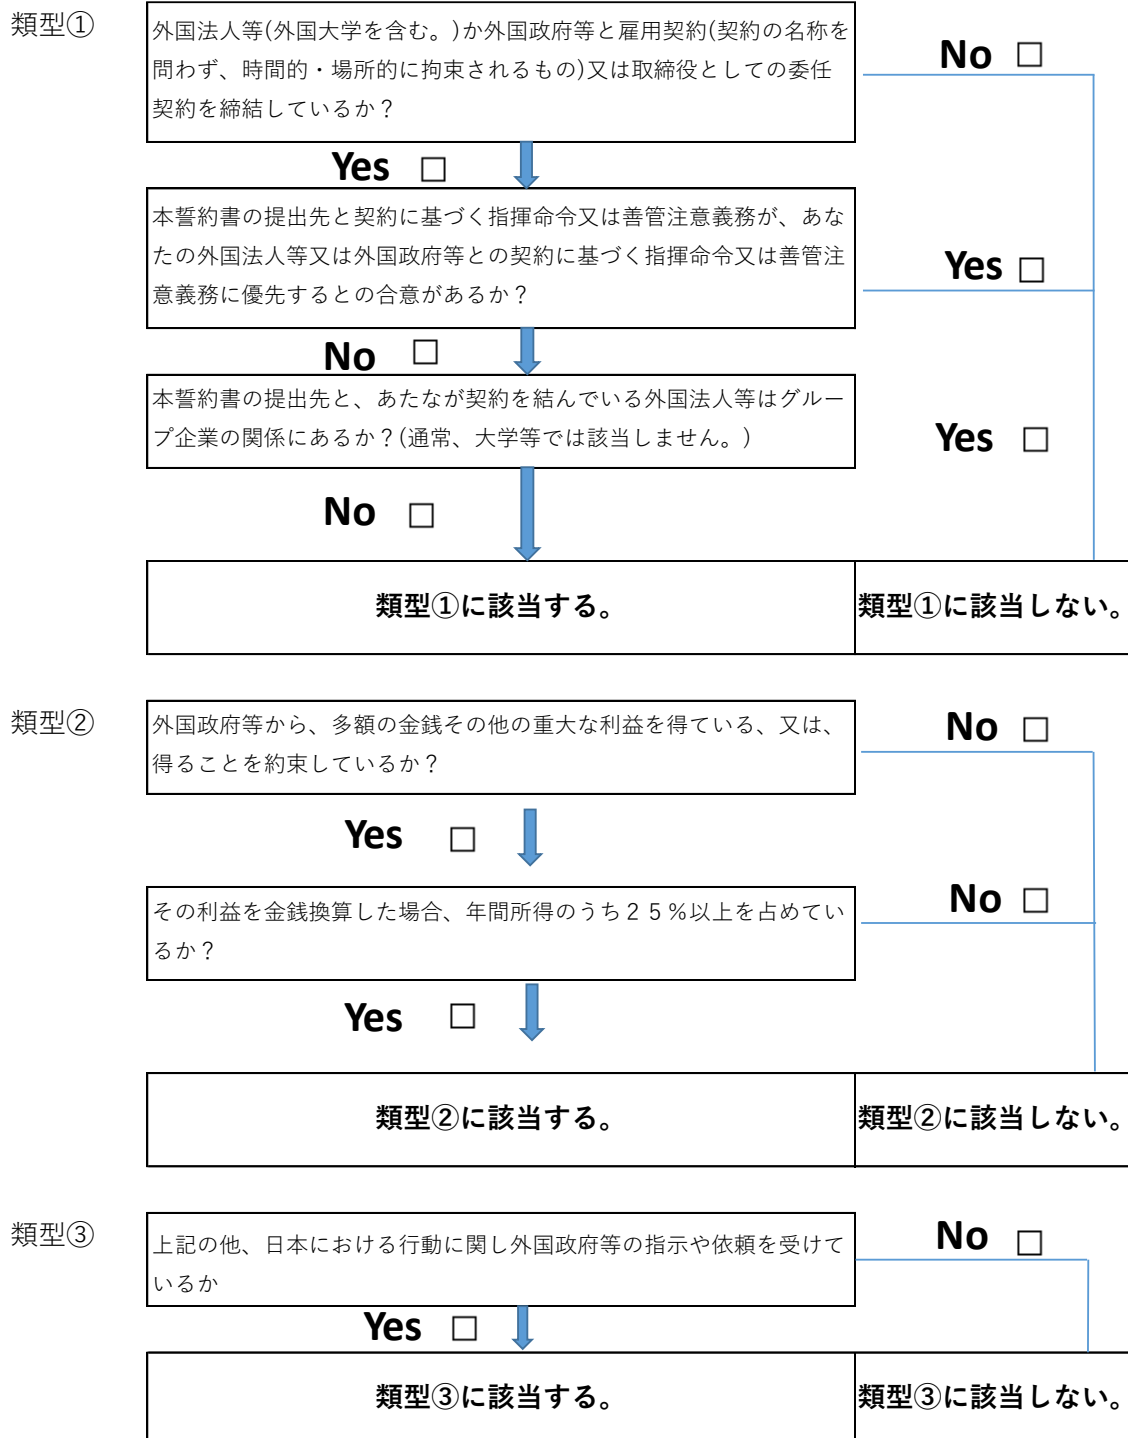 類型①
外国法人等(外国大学を含む。)か外国政府等と雇用契約(契約の名称を
問わず、時間的・場所的に拘束されるもの)又は取締役としての委任
契約を締結しているか？
No □
Yes □
本誓約書の提出先と契約に基づく指揮命令又は善管注意義務が、あな
たの外国法人等又は外国政府等との契約に基づく指揮命令又は善管注
意義務に優先するとの合意があるか？
Yes □
No □
本誓約書の提出先と、あたなが契約を結んでいる外国法人等はグルー
プ企業の関係にあるか？(通常、大学等では該当しません。)
Yes □
No □
類型①に該当する。
類型①に該当しない。
類型②
外国政府等から、多額の金銭その他の重大な利益を得ている、又は、
得ることを約束しているか？
No □
Yes □
その利益を金銭換算した場合、年間所得のうち２５%以上を占めてい
るか？
No □
Yes □
類型②に該当する。
類型②に該当しない。
類型③
上記の他、日本における行動に関し外国政府等の指示や依頼を受けて
いるか
No □
Yes □
類型③に該当する。
類型③に該当しない。